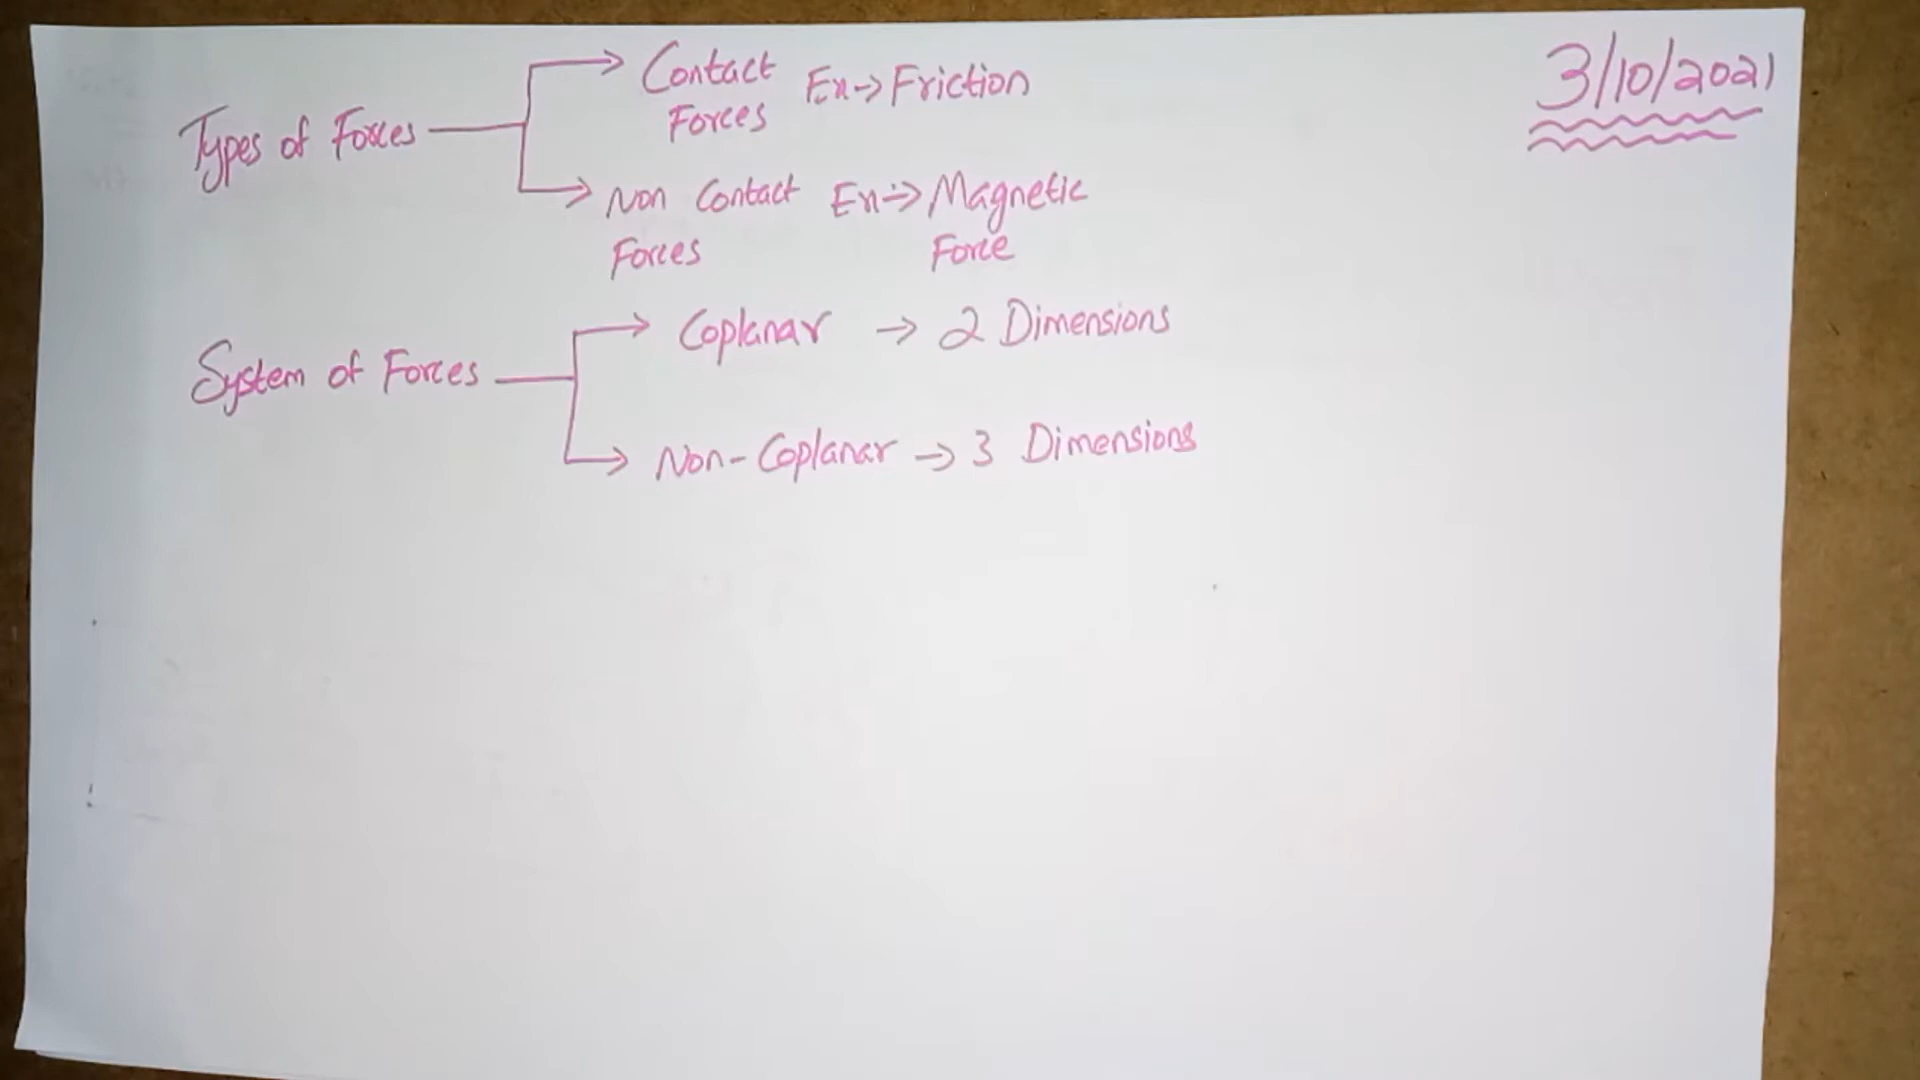 3/10/2021
Types of Forces → Contact Forces Ex → Friction
→ Non Contact Forces Ex :→ Magnetic Force
System of Forces → Coplanar → 2 Dimensions
→ Non-Coplanar → 3 Dimensions